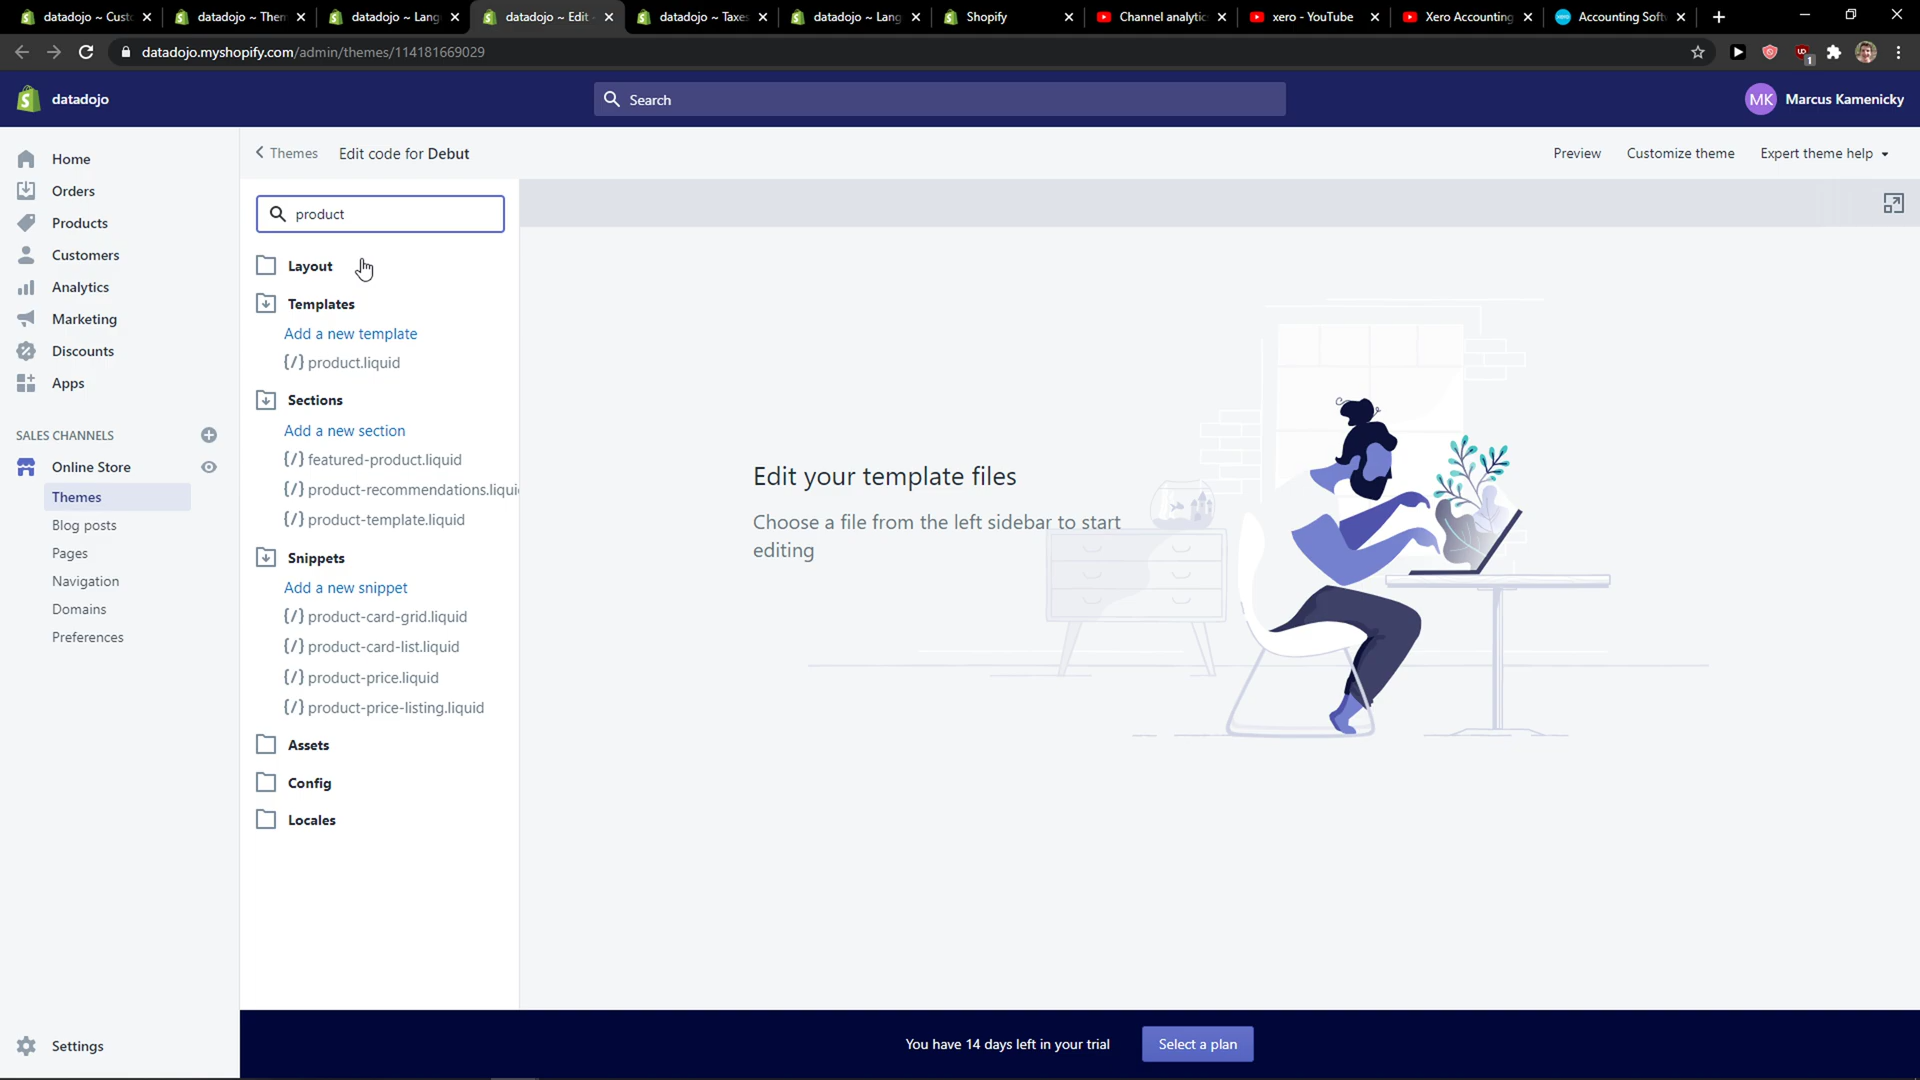 datadojo ~ Cust
datadojo ~ Them
datadojo ~ Lang
datadojo ~ Edit
datadojo ~ Taxes
datadojo ~ Lang
Shopify
Channel analytic
xero - YouTube
Xero Accounting
Accounting Soft
datadojo.myshopify.com/admin/themes/114181669029
1
datadojo
Search
MK Marcus Kamenicky
Home
Orders
Products
Customers
Analytics
Marketing
Discounts
Apps
SALES CHANNELS
Online Store
Themes
Blog posts
Pages
Navigation
Domains
Preferences
Settings
Themes
Edit code for Debut
Preview
Customize theme
Expert theme help
product
Layout
Templates
Add a new template
{/} product.liquid
Sections
Add a new section
{/} featured-product.liquid
{/} product-recommendations.liqui
{/} product-template.liquid
Snippets
Add a new snippet
{/} product-card-grid.liquid
{/} product-card-list.liquid
{/} product-price.liquid
{/} product-price-listing.liquid
Assets
Config
Locales
Edit your template files
Choose a file from the left sidebar to start
editing
You have 14 days left in your trial
Select a plan